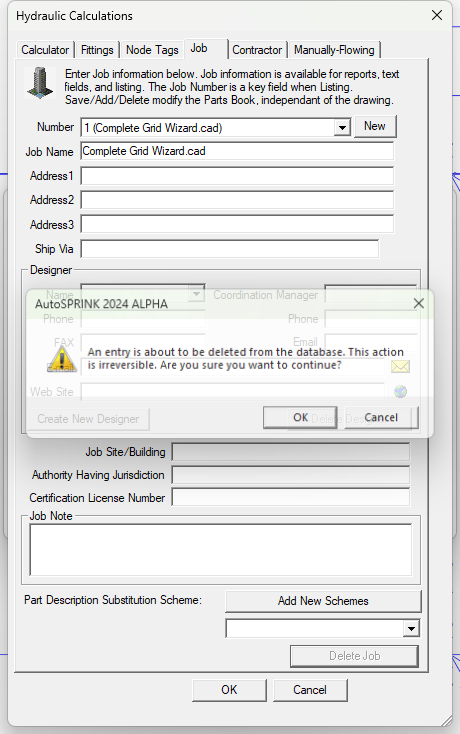 Hydraulic Calculations
Calculator Fittings Node Tags Job Contractor Manually-Flowing
Enter Job information below. Job information is available for reports, text
fields, and listing. The Job Number is a key field when Listing.
Save/Add/Delete modify the Parts Book, independant of the drawing.
Number 1 (Complete Grid Wizard.cad) New
Job Name Complete Grid Wizard.cad
Address1
Address2
Address3
Ship Via
Designer
Name Coordination Manager
AutoSPRINK 2024 ALPHA
Phone Phone
FAX Email
An entry is about to be deleted from the database. This action
is irreversible. Are you sure you want to continue?
Web Site
Create New Designer OK Cancel
Job Site/Building
Authority Having Jurisdiction
Certification License Number
Job Note
Part Description Substitution Scheme: Add New Schemes
Delete Job
OK Cancel